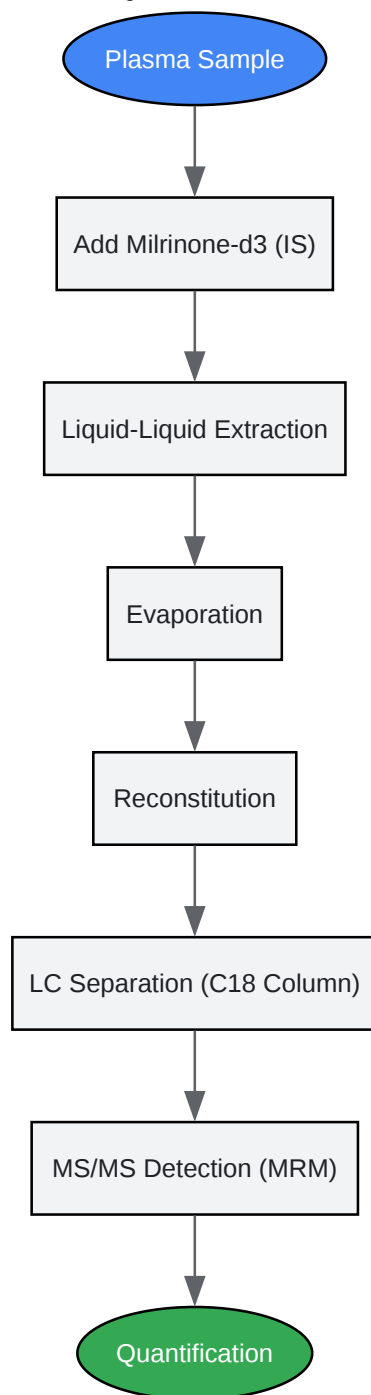 Plasma Sample
Add Milrinone-d3 (IS)
Liquid-Liquid Extraction
Evaporation
Reconstitution
LC Separation (C18 Column)
MS/MS Detection (MRM)
Quantification